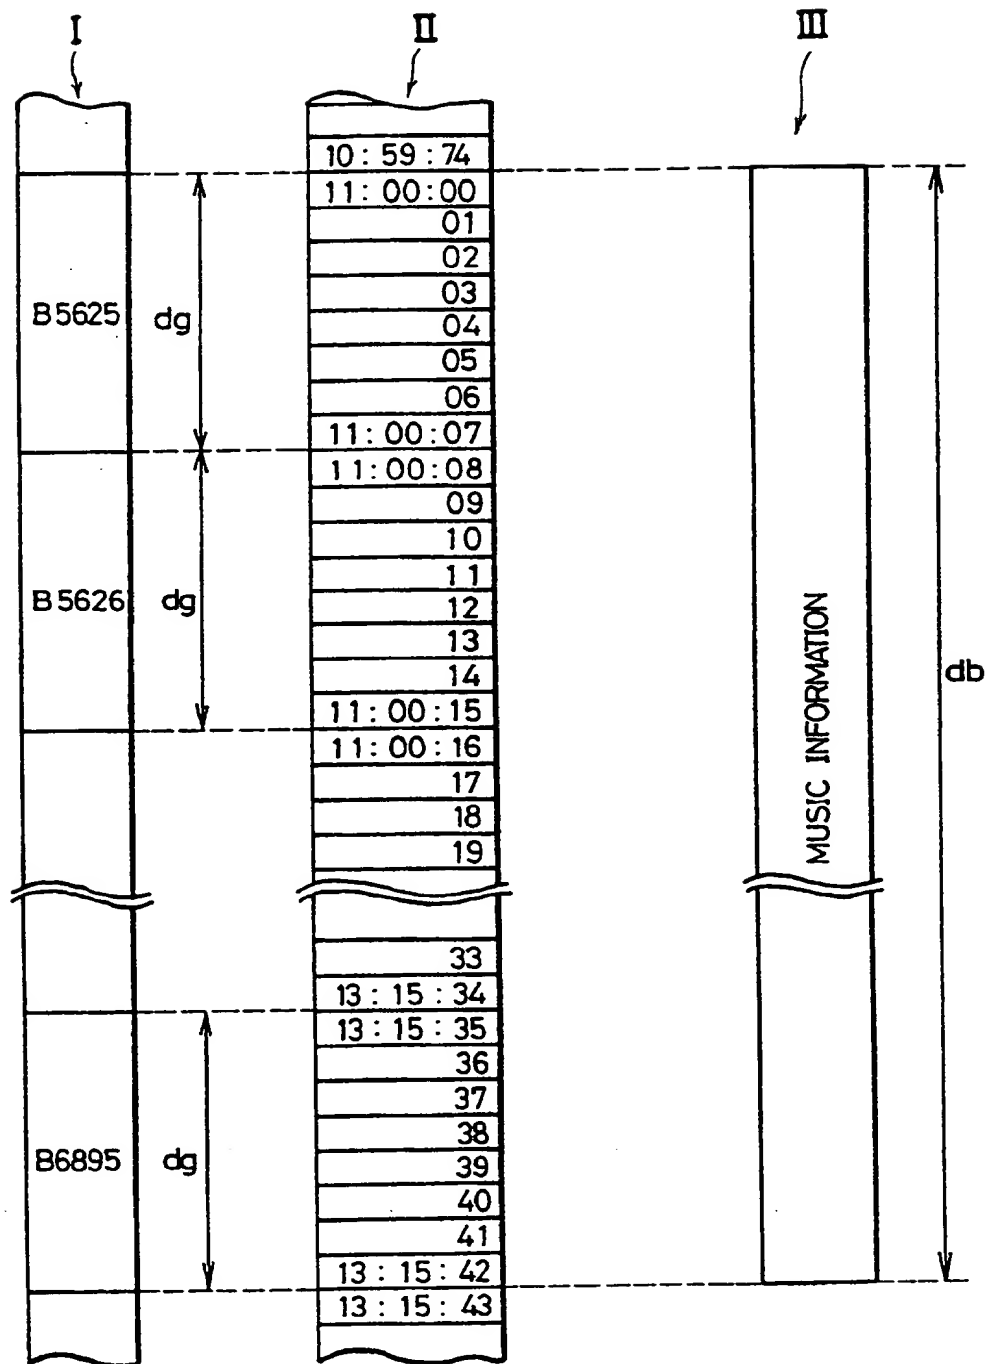 I II III
10 : 59 : 74
11 : 00 : 00
01
02
03
B5625 dg 04
05
06
11 : 00 : 07
11 : 00 : 08
09
10
11
B5626 dg 12
13
14
11 : 00 : 15
11 : 00 : 16
17
18
19
MUSIC INFORMATION
db
33
13 : 15 : 34
13 : 15 : 35
36
37
38
B6895 dg 39
40
41
13 : 15 : 42
13 : 15 : 43